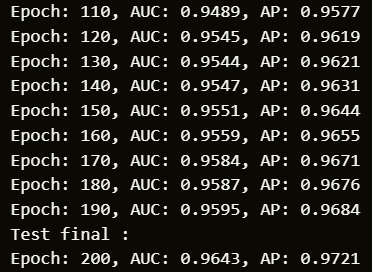 Epoch: 110, AUC: 0.9489, AP: 0.9577
Epoch: 120, AUC: 0.9545, AP: 0.9619
Epoch: 130, AUC: 0.9544, AP: 0.9621
Epoch: 140, AUC: 0.9547, AP: 0.9631
Epoch: 150, AUC: 0.9551, AP: 0.9644
Epoch: 160, AUC: 0.9559, AP: 0.9655
Epoch: 170, AUC: 0.9584, AP: 0.9671
Epoch: 180, AUC: 0.9587, AP: 0.9676
Epoch: 190, AUC: 0.9595, AP: 0.9684
Test final :
Epoch: 200, AUC: 0.9643, AP: 0.9721